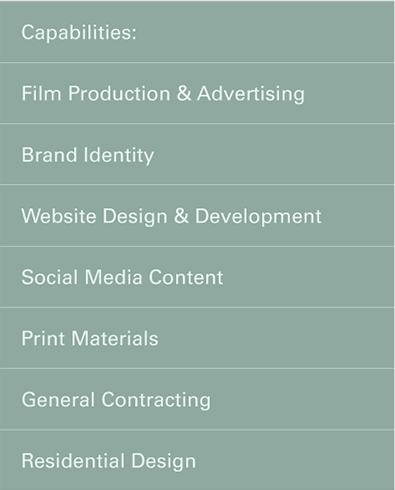 Capabilities:
Film Production & Advertising
Brand Identity
Website Design & Development
Social Media Content
Print Materials
General Contracting
Residential Design